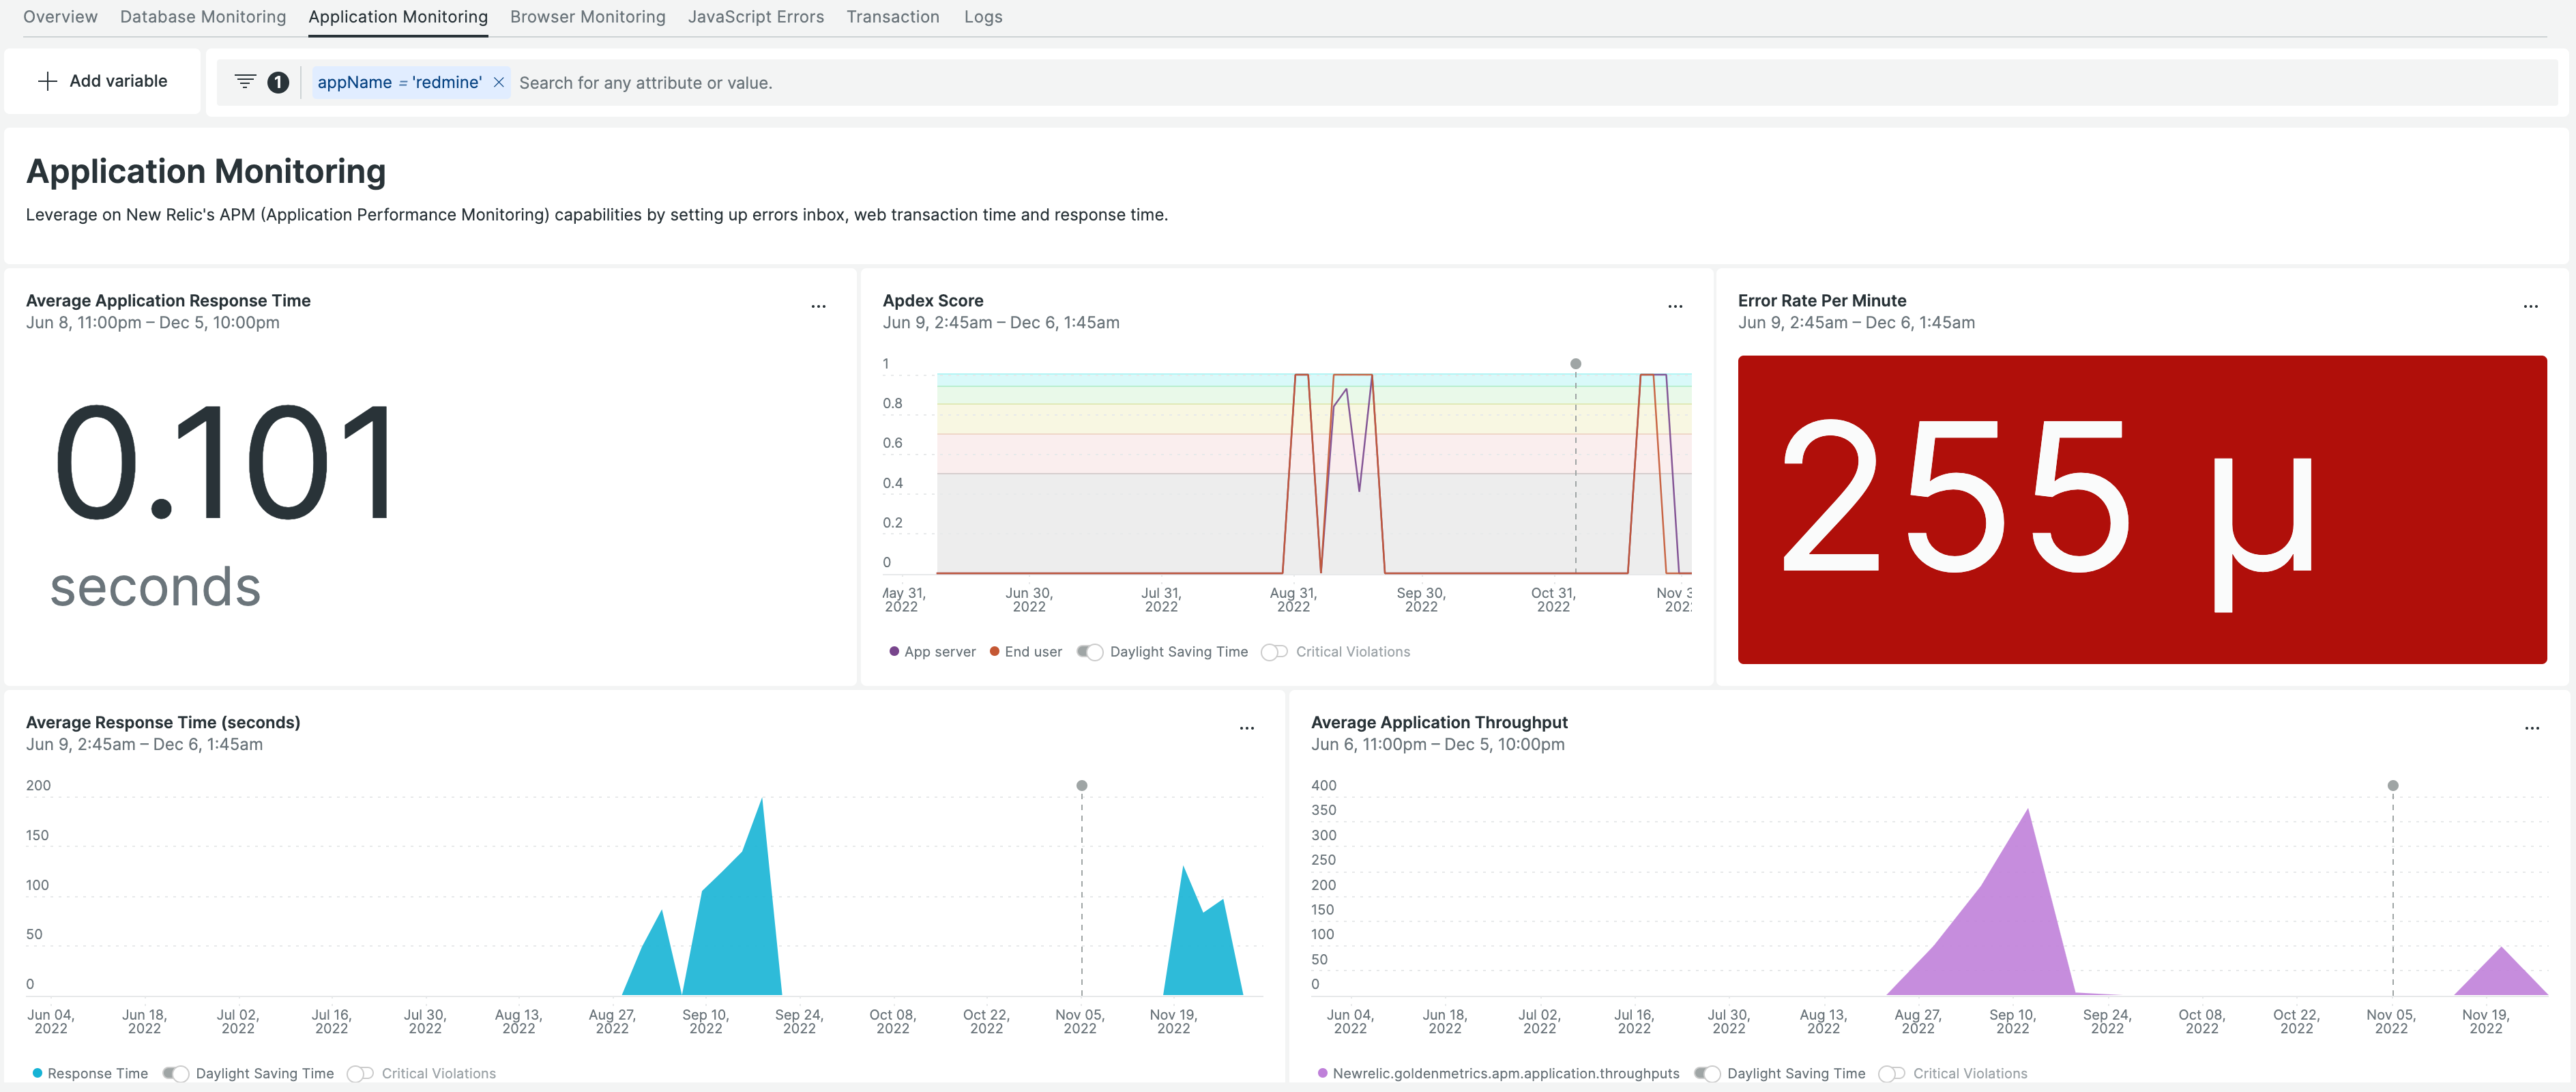 Overview Database Monitoring Application Monitoring Browser Monitoring JavaScript Errors Transaction Logs
Add variable
1 appName = 'redmine' × Search for any attribute or value.
Application Monitoring
Leverage on New Relic's APM (Application Performance Monitoring) capabilities by setting up errors inbox, web transaction time and response time.
Average Application Response Time
Jun 8, 11:00pm – Dec 5, 10:00pm
0.101
seconds
Apdex Score
Jun 9, 2:45am – Dec 6, 1:45am
1
0.8
0.6
0.4
0.2
0
May 31, Jun 30, Jul 31, Aug 31, Sep 30, Oct 31, Nov 3
2022 2022 2022 2022 2022 2022 202
App server End user Daylight Saving Time Critical Violations
Error Rate Per Minute
Jun 9, 2:45am – Dec 6, 1:45am
255 μ
Average Response Time (seconds)
Jun 9, 2:45am – Dec 6, 1:45am
200
150
100
50
0
Jun 04, Jun 18, Jul 02, Jul 16, Jul 30, Aug 13, Aug 27, Sep 10, Sep 24, Oct 08, Oct 22, Nov 05, Nov 19,
2022 2022 2022 2022 2022 2022 2022 2022 2022 2022 2022 2022 2022
Response Time Daylight Saving Time Critical Violations
Average Application Throughput
Jun 6, 11:00pm – Dec 5, 10:00pm
400
350
300
250
200
150
100
50
0
Jun 04, Jun 18, Jul 02, Jul 16, Jul 30, Aug 13, Aug 27, Sep 10, Sep 24, Oct 08, Oct 22, Nov 05, Nov 19,
2022 2022 2022 2022 2022 2022 2022 2022 2022 2022 2022 2022 2022
Newrelic.goldenmetrics.apm.application.throughputs Daylight Saving Time Critical Violations